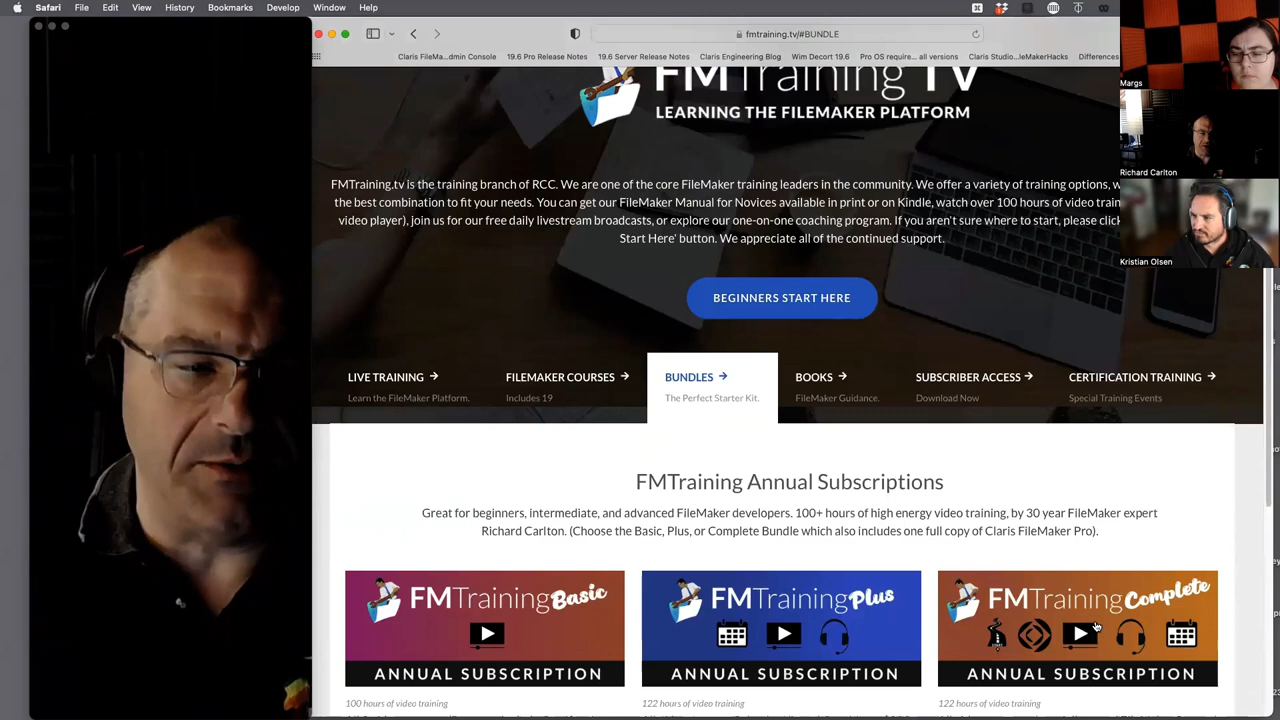 Safari File Edit View History Bookmarks Develop Window Help
fmtraining.tv/#BUNDLE
Claris FileMa...dmin Console 19.6 Pro Release Notes 19.6 Server Release Notes Claris Engineering Blog Wim Decort 19.6 Pro OS require... all versions Claris Studio...leMakerHacks Differences
FMTraining TV
LEARNING THE FILEMAKER PLATFORM
FMTraining.tv is the training branch of RCC. We are one of the core FileMaker training leaders in the community. We offer a variety of training options, w
the best combination to fit your needs. You can get our FileMaker Manual for Novices available in print or on Kindle, watch over 100 hours of video train
video player), join us for our free daily livestream broadcasts, or explore our one-on-one coaching program. If you aren't sure where to start, please click
Start Here' button. We appreciate all of the continued support.
BEGINNERS START HERE
LIVE TRAINING → FILEMAKER COURSES → BUNDLES → BOOKS → SUBSCRIBER ACCESS → CERTIFICATION TRAINING →
Learn the FileMaker Platform. Includes 19 The Perfect Starter Kit. FileMaker Guidance. Download Now Special Training Events
FMTraining Annual Subscriptions
Great for beginners, intermediate, and advanced FileMaker developers. 100+ hours of high energy video training, by 30 year FileMaker expert
Richard Carlton. (Choose the Basic, Plus, or Complete Bundle which also includes one full copy of Claris FileMaker Pro).
FMTraining Basic FMTraining Plus FMTraining Complete
ANNUAL SUBSCRIPTION ANNUAL SUBSCRIPTION ANNUAL SUBSCRIPTION
100 hours of video training 122 hours of video training 122 hours of video training
Margs
Richard Carlton
Kristian Olsen